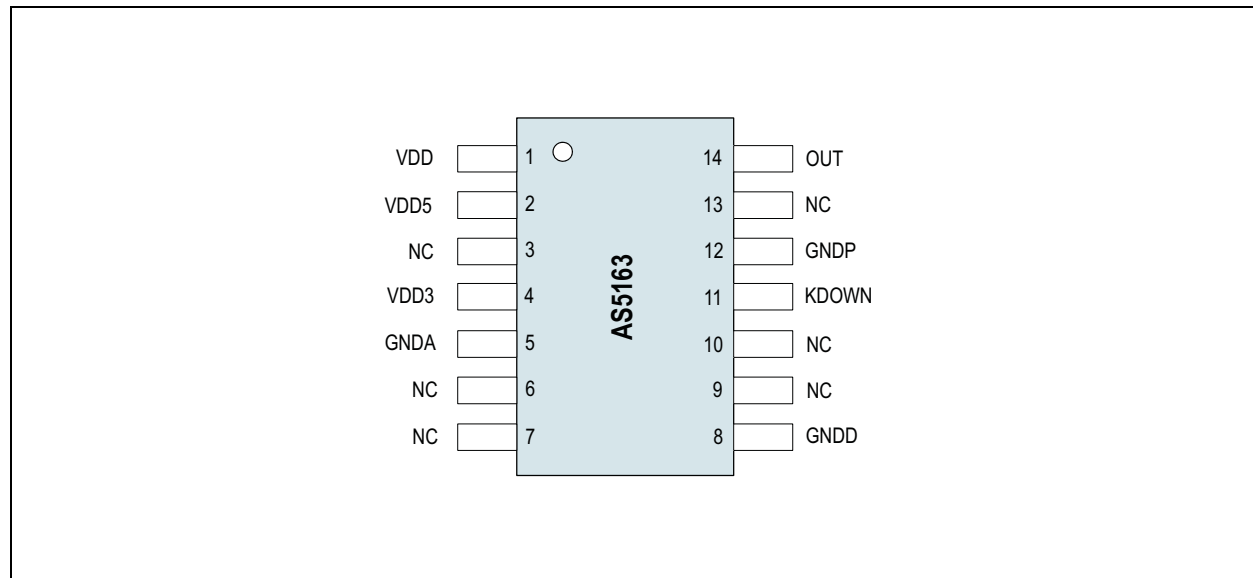 VDD 1 14 OUT
VDD5 2 13 NC
NC 3 12 GNDP
VDD3 4 11 KDOWN
GNDA 5 10 NC
NC 6 9 NC
NC 7 8 GNDD
AS5163